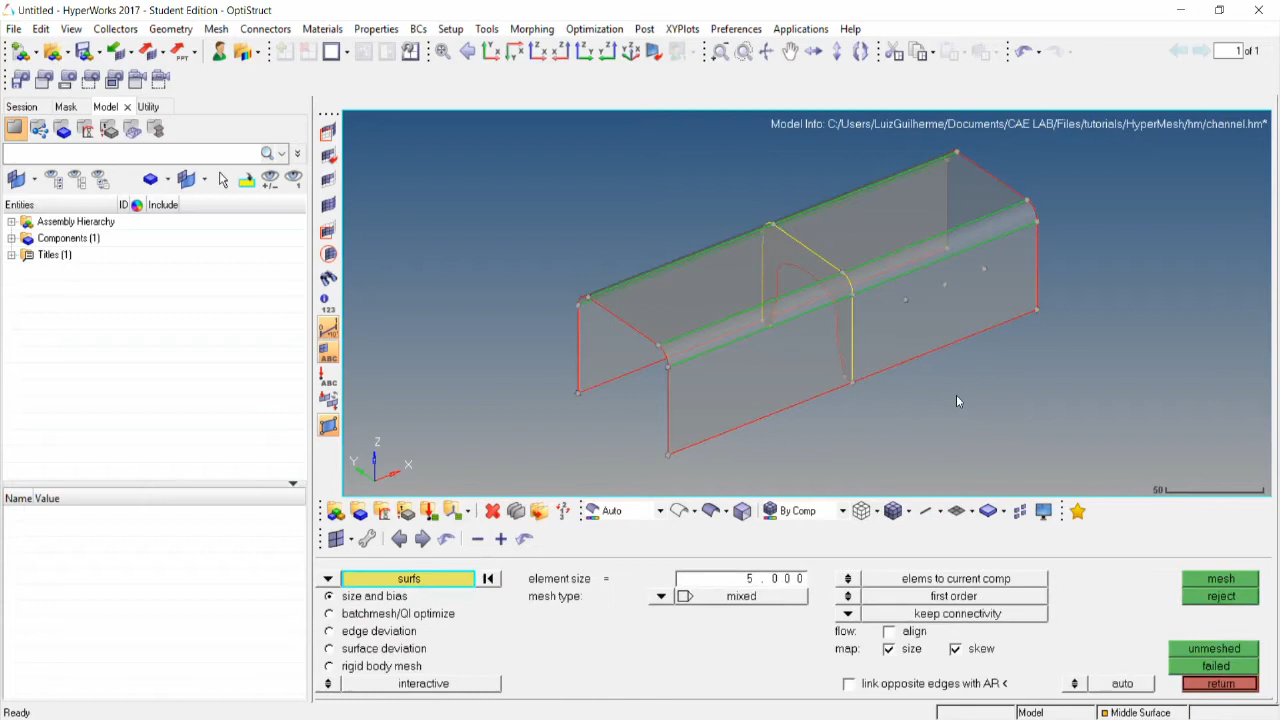 Untitled - HyperWorks 2017 - Student Edition - OptiStruct
File Edit View Collectors Geometry Mesh Connectors Materials Properties BCs Setup Tools Morphing Optimization Post XYPlots Preferences Applications Help
1 of 1
Session Mask Model Utility
Model Info: C:/Users/LuizGuilherme/Documents/CAE LAB/Files/tutorials/HyperMesh/hm/channel.hm*
Entities ID Include
Assembly Hierarchy
Components (1)
Titles (1)
123
ABC
ABC
Z
Y X
50
Name Value
Auto By Comp
surfs element size = 5.000 elems to current comp mesh
size and bias mesh type: mixed first order reject
batchmesh/QI optimize keep connectivity
edge deviation flow: align
surface deviation map: size skew unmeshed
rigid body mesh failed
interactive link opposite edges with AR < auto return
Ready Model Middle Surface